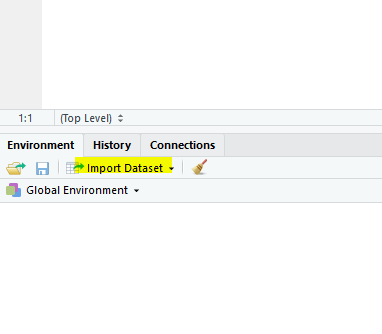 1:1 (Top Level)
Environment History Connections
Import Dataset
Global Environment